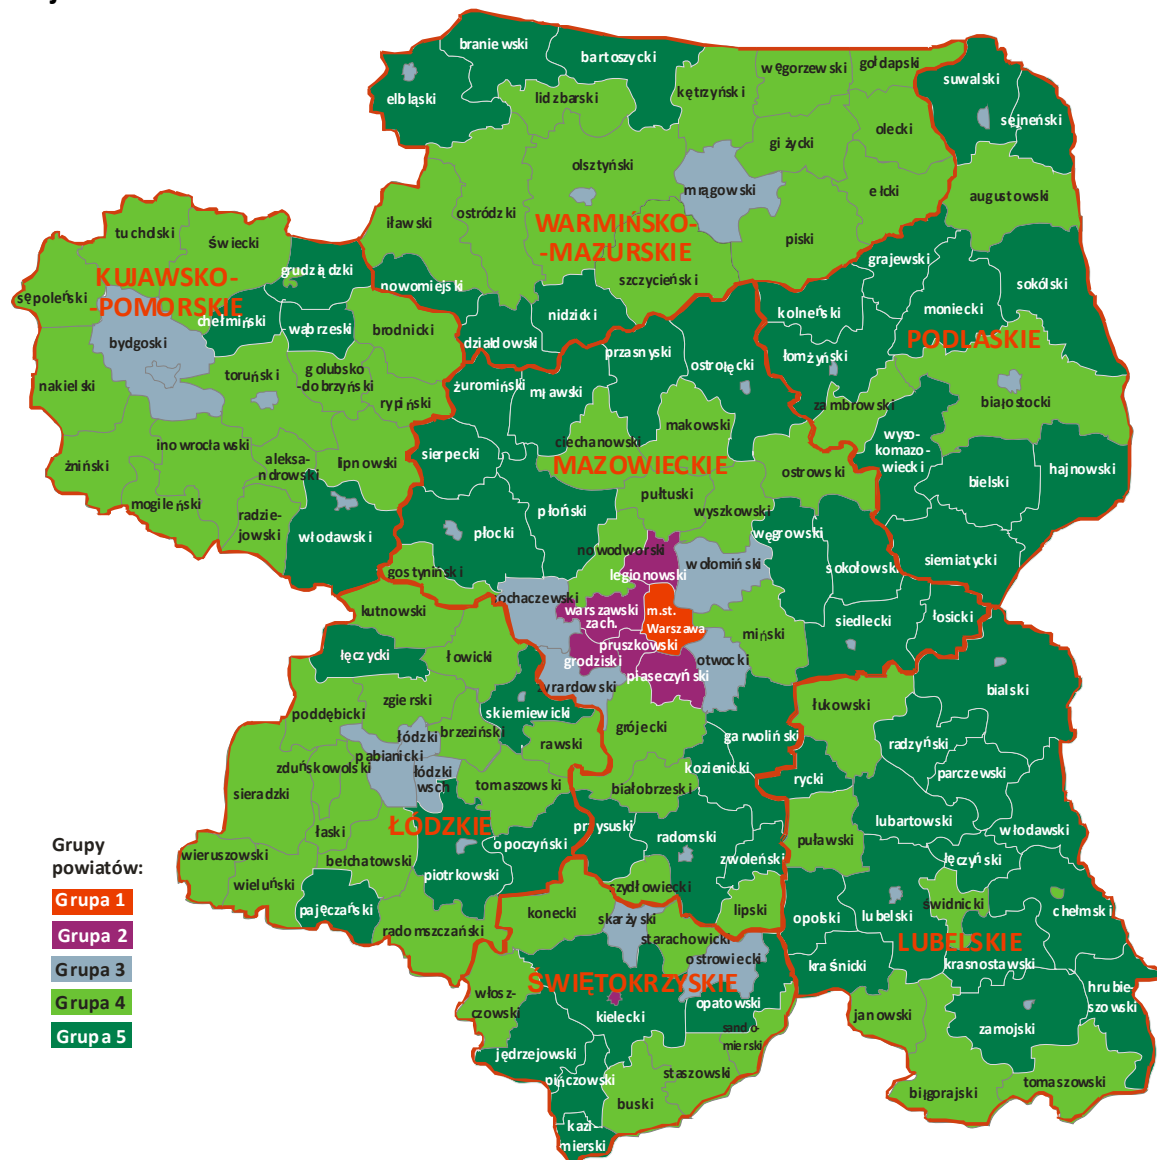 braniewski
bartoszycki
węgorzewski
gołdapski
suwalski
elbląski
lidzbarski
kętrzyński
sejneński
olecki
giżycki
olsztyński
mrągowski
ełcki
augustowski
iławski
ostródzki
WARMIŃSKO-
-MAZURSKIE
piski
tucholski
świecki
grudziądzki
KUJAWSKO-
-POMORSKIE
sępoleński
nowomiejski
szczycieński
grajewski
sokólski
moniecki
kolneński
chełmiński
wąbrzeski
brodnicki
nidzicki
działdowski
bydgoski
PODLASKIE
przasnyski
ostrołęcki
łomżyński
toruński
golubsko
-dobrzyński
nakielski
rypiński
żuromiński
mławski
zambrowski
białostocki
makowski
inowrocławski
ciechanowski
wyso-
komazo-
wiecki
żniński
aleksa-
ndrowski
lipnowski
sierpecki
MAZOWIECKIE
ostrowski
bielski
hajnowski
mogileński
radzie-
jowski
pułtuski
wyszkowski
płoński
włodawski
płocki
węgrowski
nowodworski
wołomiński
siemiatycki
gostyniński
legionowski
sokołowski
ochaczewski
kutnowski
warszawski
zach.
m.st.
Warszawa
siedlecki
łosicki
miński
łęczycki
łowicki
pruszkowski
grodziski
otwocki
piaseczyński
żyrardowski
bialski
zgierski
poddębicki
skierniewicki
łukowski
grójecki
łódzki
brzeziński
rawski
garwoliński
radzyński
pabianicki
zduńskowolski
łódzki
wsch
kozienicki
rycki
parczewski
sieradzki
tomaszowski
białobrzeski
ŁÓDZKIE
łaski
przysuski
radomski
lubartowski
włodawski
puławski
opoczyński
Grupy
powiatów:
wieruszowski
bełchatowski
zwoleński
łęczyński
piotrkowski
wieluński
szydłowiecki
Grupa 1
pajęczański
konecki
skarżyski
lipski
opolski
lubelski
świdnicki
chełmski
Grupa 2
radomszczański
starachowicki
LUBELSKIE
ostrowiecki
kraśnicki
krasnostawski
Grupa 3
ŚWIĘTOKRZYSKIE
włosz-
czowski
opatowski
hrubie-
szowski
Grupa 4
kielecki
janowski
zamojski
sando-
mierski
Grupa 5
jędrzejowski
staszowski
pińczowski
tomaszowski
biłgorajski
buski
kazi-
mierski